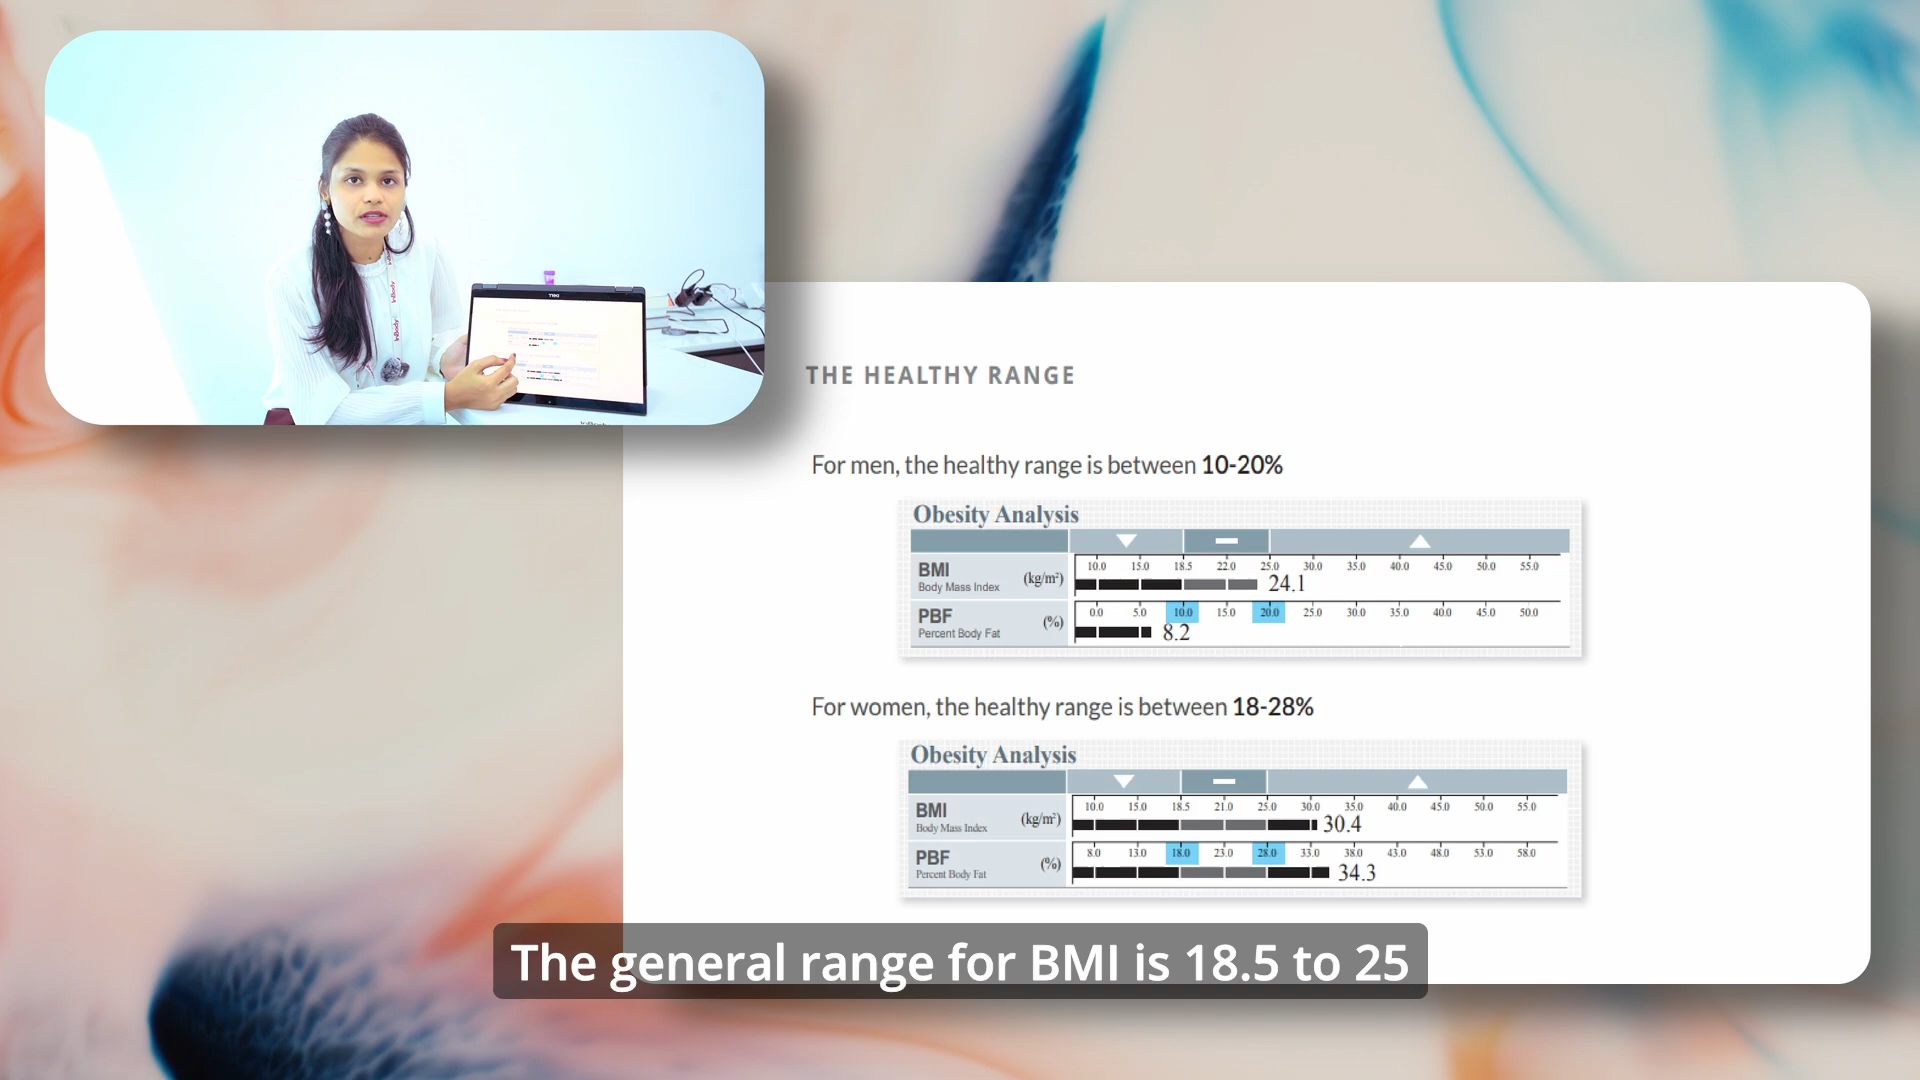 THE HEALTHY RANGE
For men, the healthy range is between 10-20%
Obesity Analysis
BMI
Body Mass Index
(kg/m²)
10.0 15.0 18.5 22.0 25.0 30.0 35.0 40.0 45.0 50.0 55.0
24.1
PBF
Percent Body Fat
(%)
0.0 5.0 10.0 15.0 20.0 25.0 30.0 35.0 40.0 45.0 50.0
8.2
For women, the healthy range is between 18-28%
Obesity Analysis
BMI
Body Mass Index
(kg/m²)
10.0 15.0 18.5 21.0 25.0 30.0 35.0 40.0 45.0 50.0 55.0
30.4
PBF
Percent Body Fat
(%)
8.0 13.0 18.0 23.0 28.0 33.0 38.0 43.0 48.0 53.0 58.0
34.3
The general range for BMI is 18.5 to 25
InBody
InBody